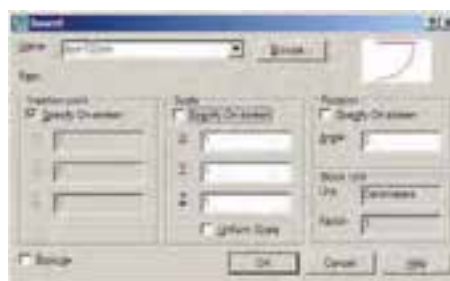 Insert
Name:
Browse...
Path:
Insertion point
Specify On-screen
Scale
Specify On-screen
Rotation
Specify On-screen
Angle:
X:
Y:
Z:
Uniform Scale
Block Unit
Unit:
Factor:
Explode
OK
Cancel
Help